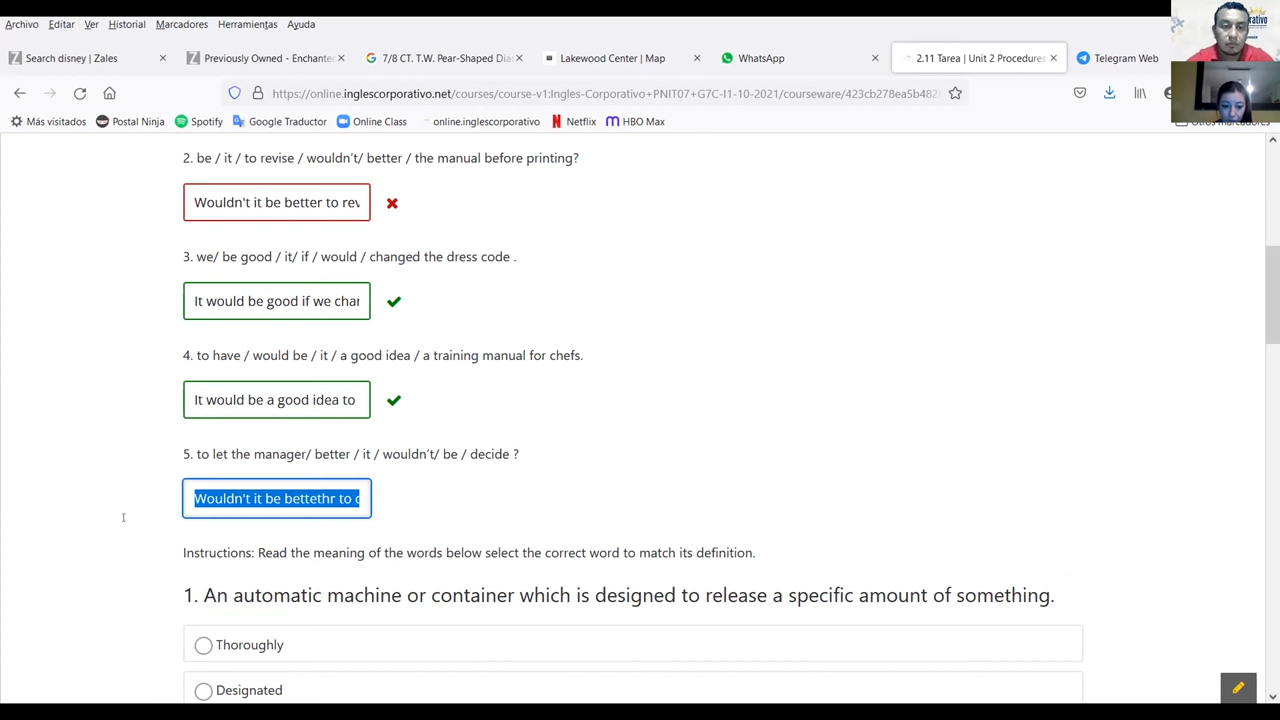 Archivo Editar Ver Historial Marcadores Herramientas Ayuda
Search disney | Zales
Previously Owned - Enchante
7/8 CT. T.W. Pear-Shaped Dia
Lakewood Center | Map
WhatsApp
2.11 Tarea | Unit 2 Procedures
Telegram Web
https://online.inglescorporativo.net/courses/course-v1:Ingles-Corporativo+PNIT07+G7C-I1-10-2021/courseware/423cb278ea5b482
Más visitados Postal Ninja Spotify Google Traductor Online Class online.inglescorporativo Netflix HBO Max
2. be / it / to revise / wouldn't/ better / the manual before printing?
Wouldn't it be better to rev
3. we/ be good / it/ if / would / changed the dress code .
It would be good if we chan
4. to have / would be / it / a good idea / a training manual for chefs.
It would be a good idea to
5. to let the manager/ better / it / wouldn't/ be / decide ?
Wouldn't it be bettethr to
Instructions: Read the meaning of the words below select the correct word to match its definition.
1. An automatic machine or container which is designed to release a specific amount of something.
Thoroughly
Designated